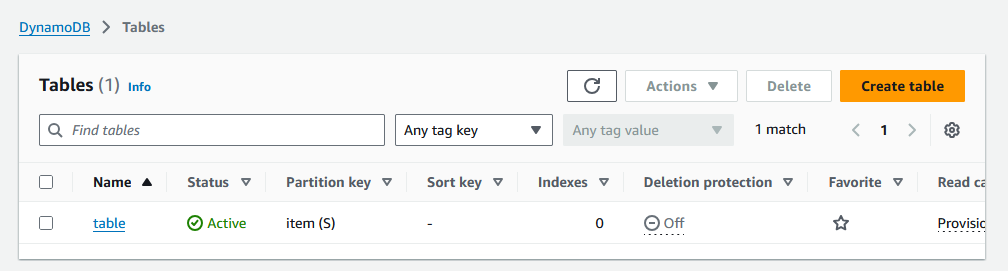 DynamoDB > Tables
Tables (1) Info
Actions
Delete
Create table
Find tables
Any tag key
Any tag value
1 match
1
Name Status Partition key Sort key Indexes Deletion protection Favorite Read ca
table Active item (S) - 0 Off Provisio